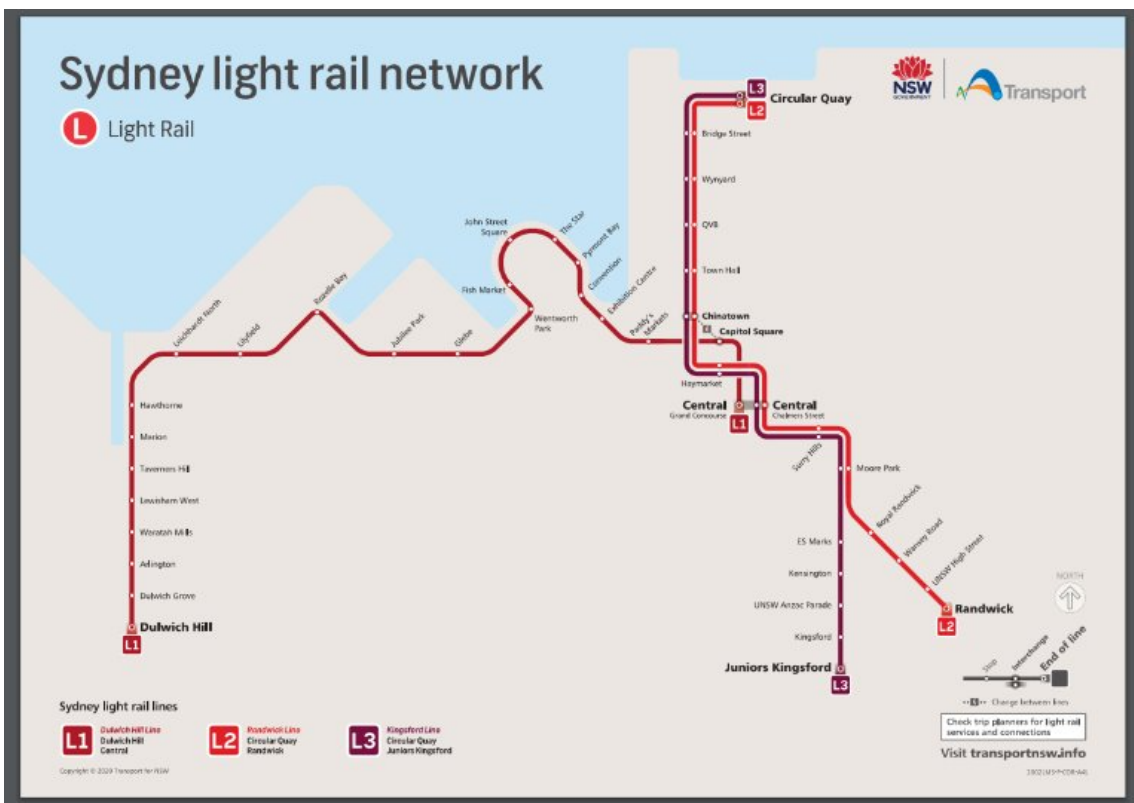 Sydney light rail network
L Light Rail
NSW
GOVERNMENT
Transport
L3
L2
Circular Quay
Bridge Street
Wynyard
QVB
Town Hall
Chinatown
Capitol Square
Haymarket
Central
Grand Concourse
L1
Central
Chalmers Street
Surry Hills
Moore Park
Royal Randwick
Wansey Road
UNSW High Street
Randwick
L2
ES Marks
Kensington
UNSW Anzac Parade
Kingsford
Juniors Kingsford
L3
Paddy's
Markets
Exhibition Centre
Convention
Pyrmont Bay
The Star
John Street
Square
Fish Market
Wentworth
Park
Glebe
Jubilee Park
Rozelle Bay
Lilyfield
Leichhardt North
Hawthorne
Marion
Taverners Hill
Lewisham West
Waratah Mills
Arlington
Dulwich Grove
Dulwich Hill
L1
NORTH
Stop
Interchange
End of line
Change between lines
Check trip planners for light rail
services and connections
Visit transportnsw.info
Sydney light rail lines
L1
Dulwich Hill Line
Dulwich Hill
Central
L2
Randwick Line
Circular Quay
Randwick
L3
Kingsford Line
Circular Quay
Juniors Kingsford
Copyright © 2020 Transport for NSW